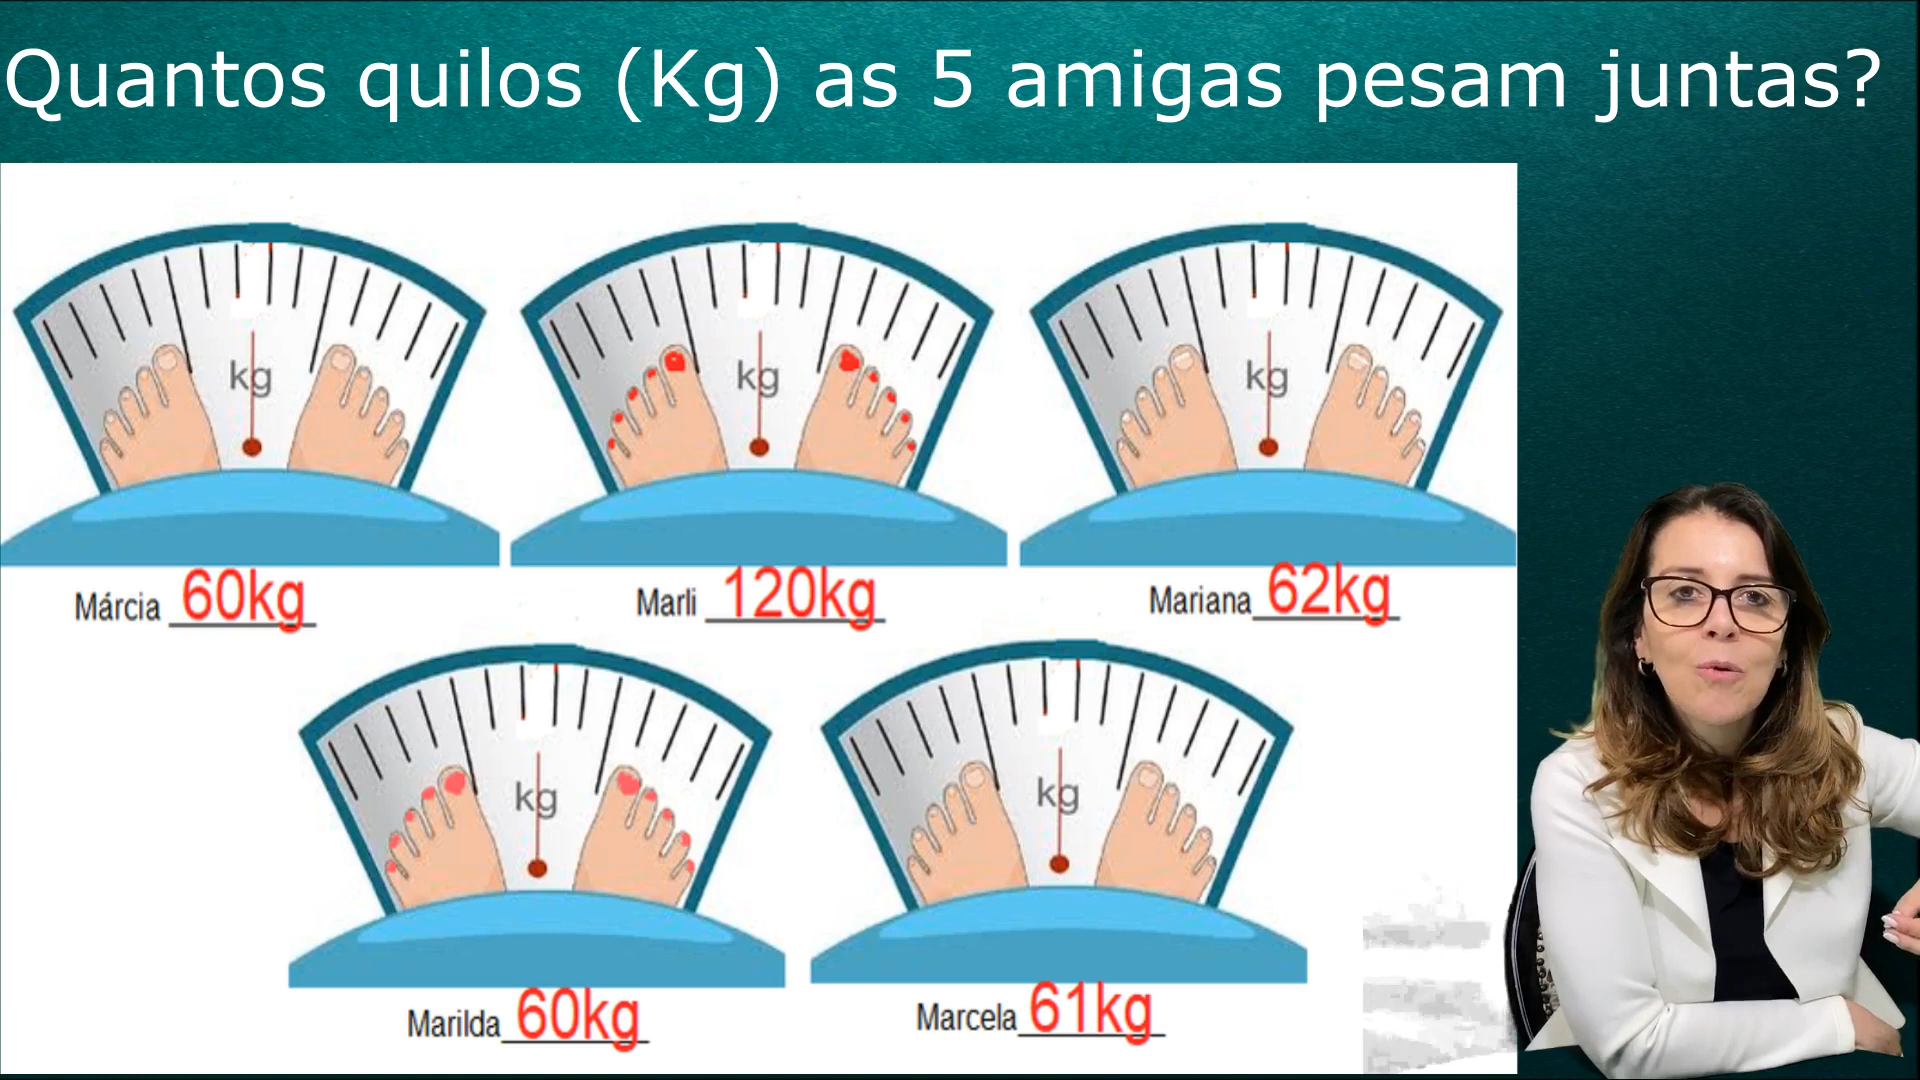 Quantos quilos (Kg) as 5 amigas pesam juntas?
kg
kg
kg
Márcia 60kg
Marli 120kg
Mariana 62kg
kg
kg
Marilda 60kg
Marcela 61kg